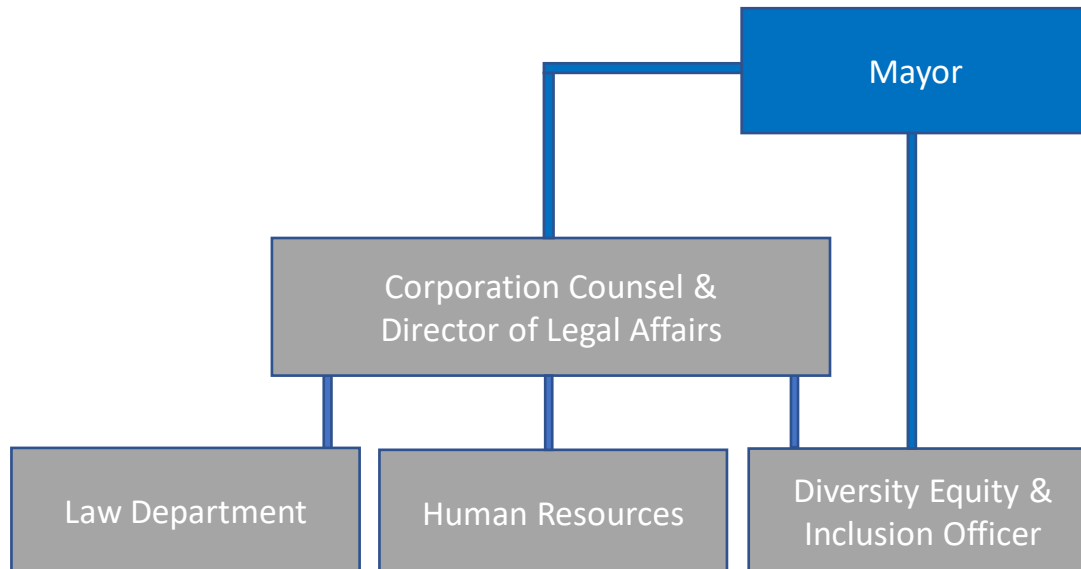 Mayor
Corporation Counsel &
Director of Legal Affairs
Law Department
Human Resources
Diversity Equity &
Inclusion Officer